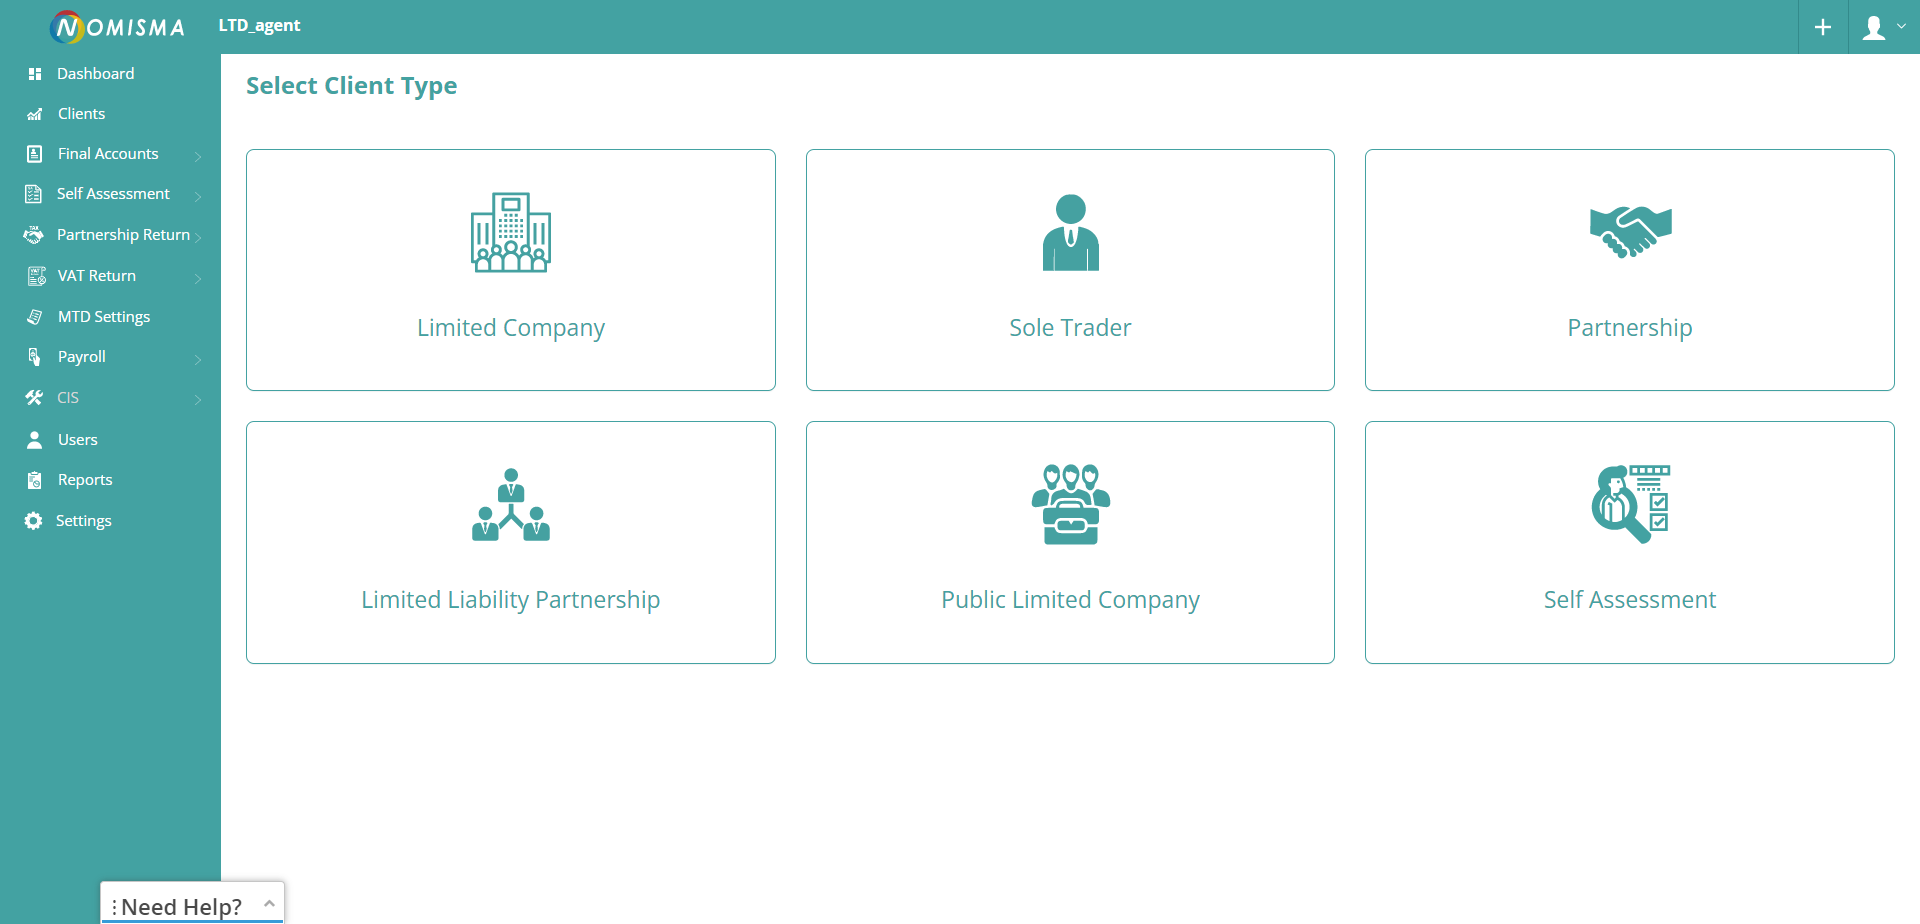 NOMISMA
LTD_agent
Dashboard
Clients
Final Accounts
Self Assessment
Partnership Return
VAT Return
MTD Settings
Payroll
CIS
Users
Reports
Settings
Select Client Type
Limited Company
Sole Trader
Partnership
Limited Liability Partnership
Public Limited Company
Self Assessment
Need Help?